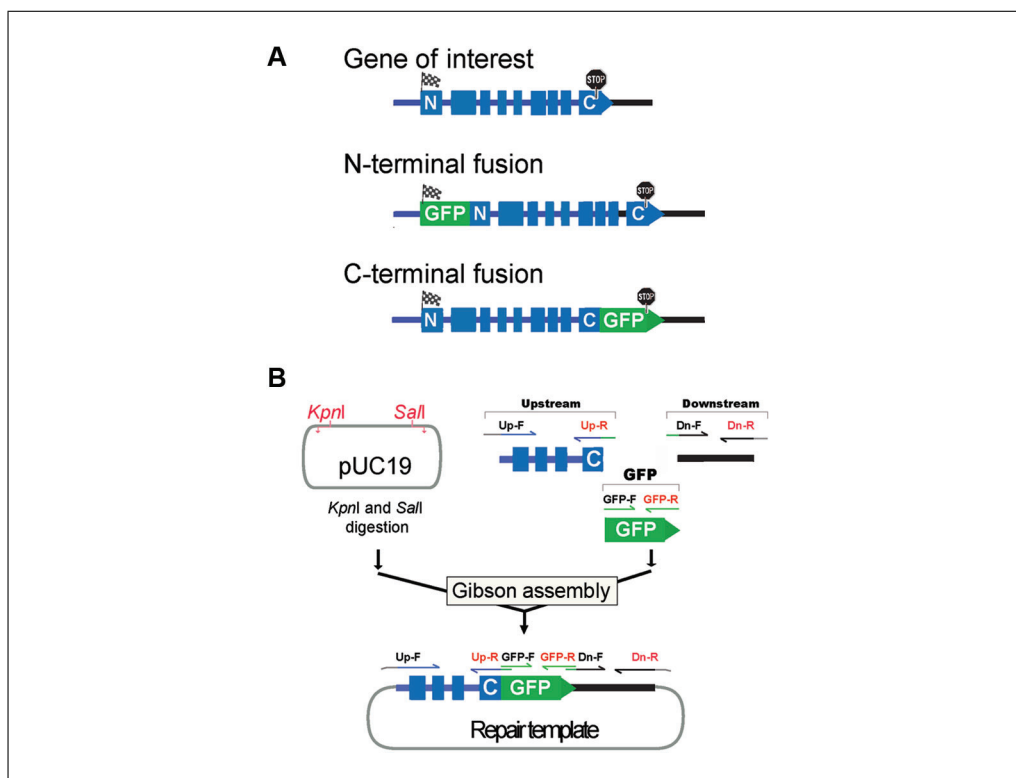 A
Gene of interest
STOP
N C
N-terminal fusion
STOP
GFP N C
C-terminal fusion
STOP
N C GFP
B
KpnI SalI
pUC19
KpnI and SalI
digestion
Upstream
Up-F Up-R
C
Downstream
Dn-F Dn-R
GFP
GFP-F GFP-R
GFP
Gibson assembly
Up-F Up-R GFP-F GFP-R Dn-F Dn-R
C GFP
Repair template